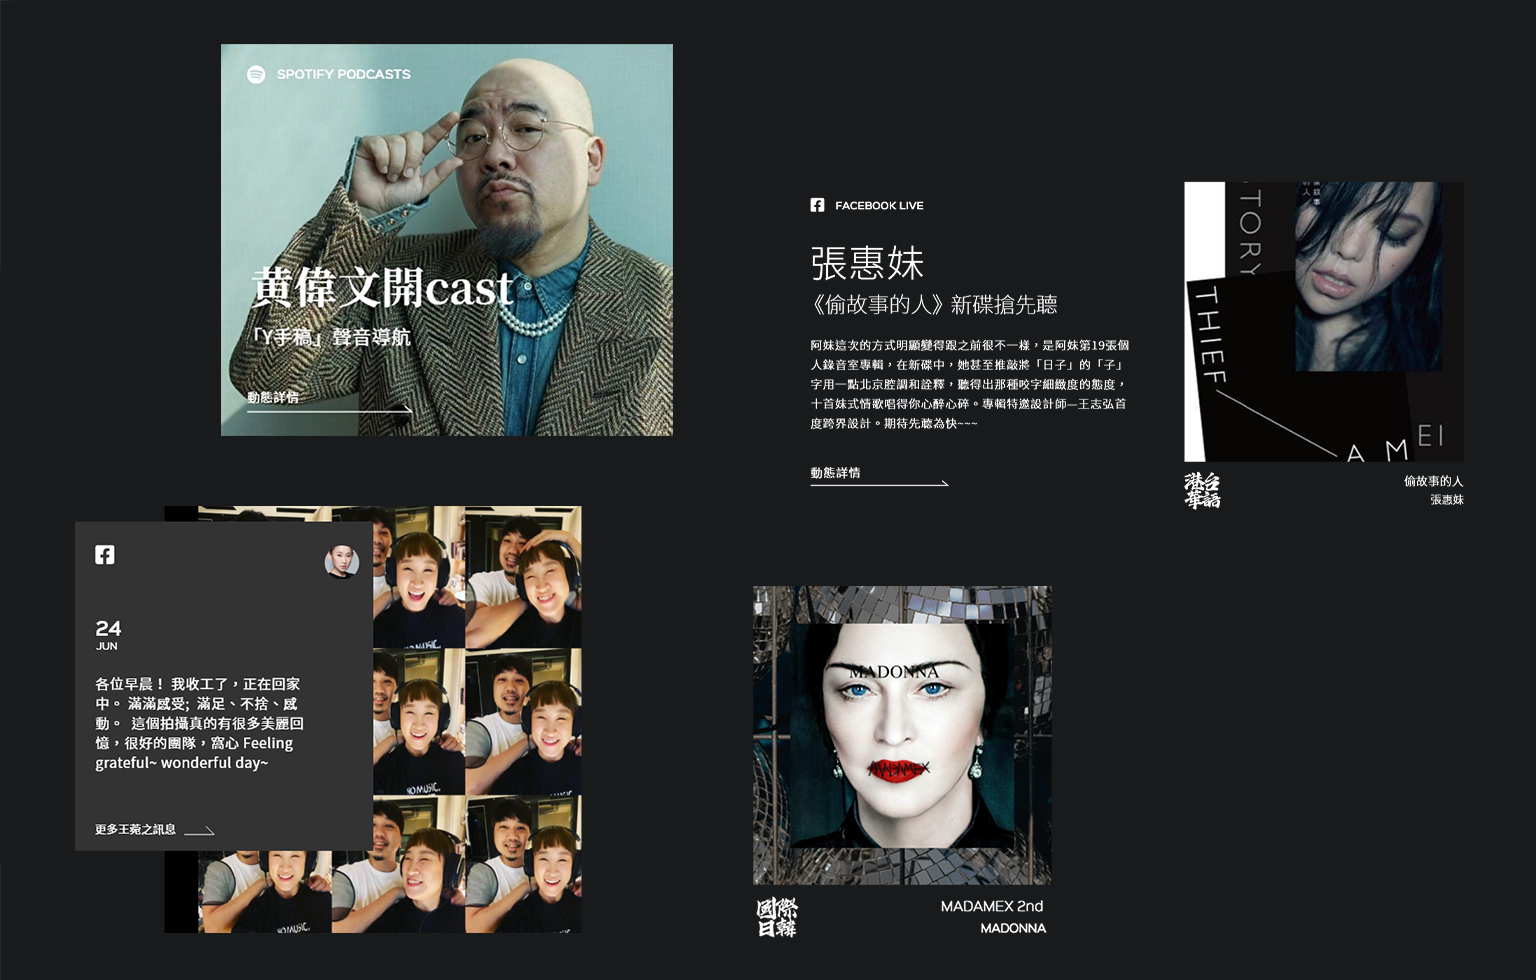 SPOTIFY PODCASTS
黃偉文開cast
「Y手稿」聲音導航
動態詳情
FACEBOOK LIVE
張惠妹
《偷故事的人》新碟搶先聽
阿妹這次的方式明顯變得跟之前很不一樣，是阿妹第19張個
人錄音室專輯，在新碟中，她甚至推敲將「日子」的「子」
字用一點北京腔調和詮釋，聽得出那種咬字細緻度的態度，
十首妹式情歌唱得你心醉心碎。專輯特邀設計師—王志弘首
度跨界設計。期待先聽為快~~~
動態詳情
TORY
THIEF
A MEI
港台
華語
偷故事的人
張惠妹
24
JUN
各位早晨！ 我收工了，正在回家
中。 滿滿感受; 滿足、不捨、感
動。 這個拍攝真的有很多美麗回
憶，很好的團隊，窩心 Feeling
grateful~ wonderful day~
更多王菀之訊息
NO MUSIC.
NO MUSIC.
NO MUSIC.
NO MUSIC.
MADONNA
MADAMEX
國際
日韓
MADAMEX 2nd
MADONNA